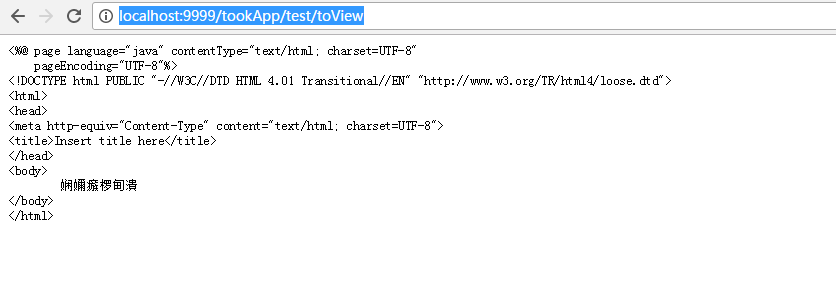 localhost:9999/tookApp/test/toView
<%@ page language="java" contentType="text/html; charset=UTF-8"
pageEncoding="UTF-8"%>
<!DOCTYPE html PUBLIC "-//W3C//DTD HTML 4.01 Transitional//EN" "http://www.w3.org/TR/html4/loose.dtd">
<html>
<head>
<meta http-equiv="Content-Type" content="text/html; charset=UTF-8">
<title>Insert title here</title>
</head>
<body>
娴嬭瘯椤甸潰
</body>
</html>